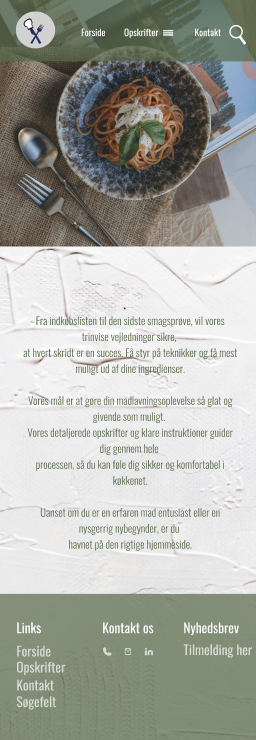 Forside Opskrifter Kontakt
Fra indkøbslisten til den sidste smagsprøve, vil vores
trinvise vejledninger sikre,
at hvert skridt er en succes. Få styr på teknikker og få mest
muligt ud af dine ingredienser.
Vores mål er at gøre din madlavningsoplevelse så glat og
givende som muligt.
Vores detaljerede opskrifter og klare instruktioner guider
dig gennem hele
processen, så du kan føle dig sikker og komfortabel i
køkkenet.
Uanset om du er en erfaren mad entusiast eller en
nysgerrig nybegynder, er du
havnet på den rigtige hjemmeside.
Links Kontakt os Nyhedsbrev
Forside Tilmelding her
Opskrifter
Kontakt
Søgefelt